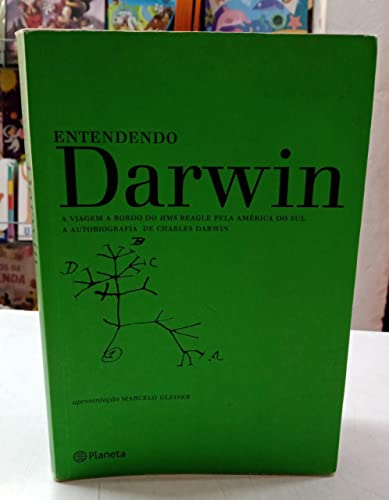 ENTENDENDO
Darwin
A VIAGEM A BORDO DO HMS BEAGLE PELA AMÉRICA DO SUL
A AUTOBIOGRAFIA DE CHARLES DARWIN
B
D
C
A
1
apresentação MARCELO GLEISER
Planeta